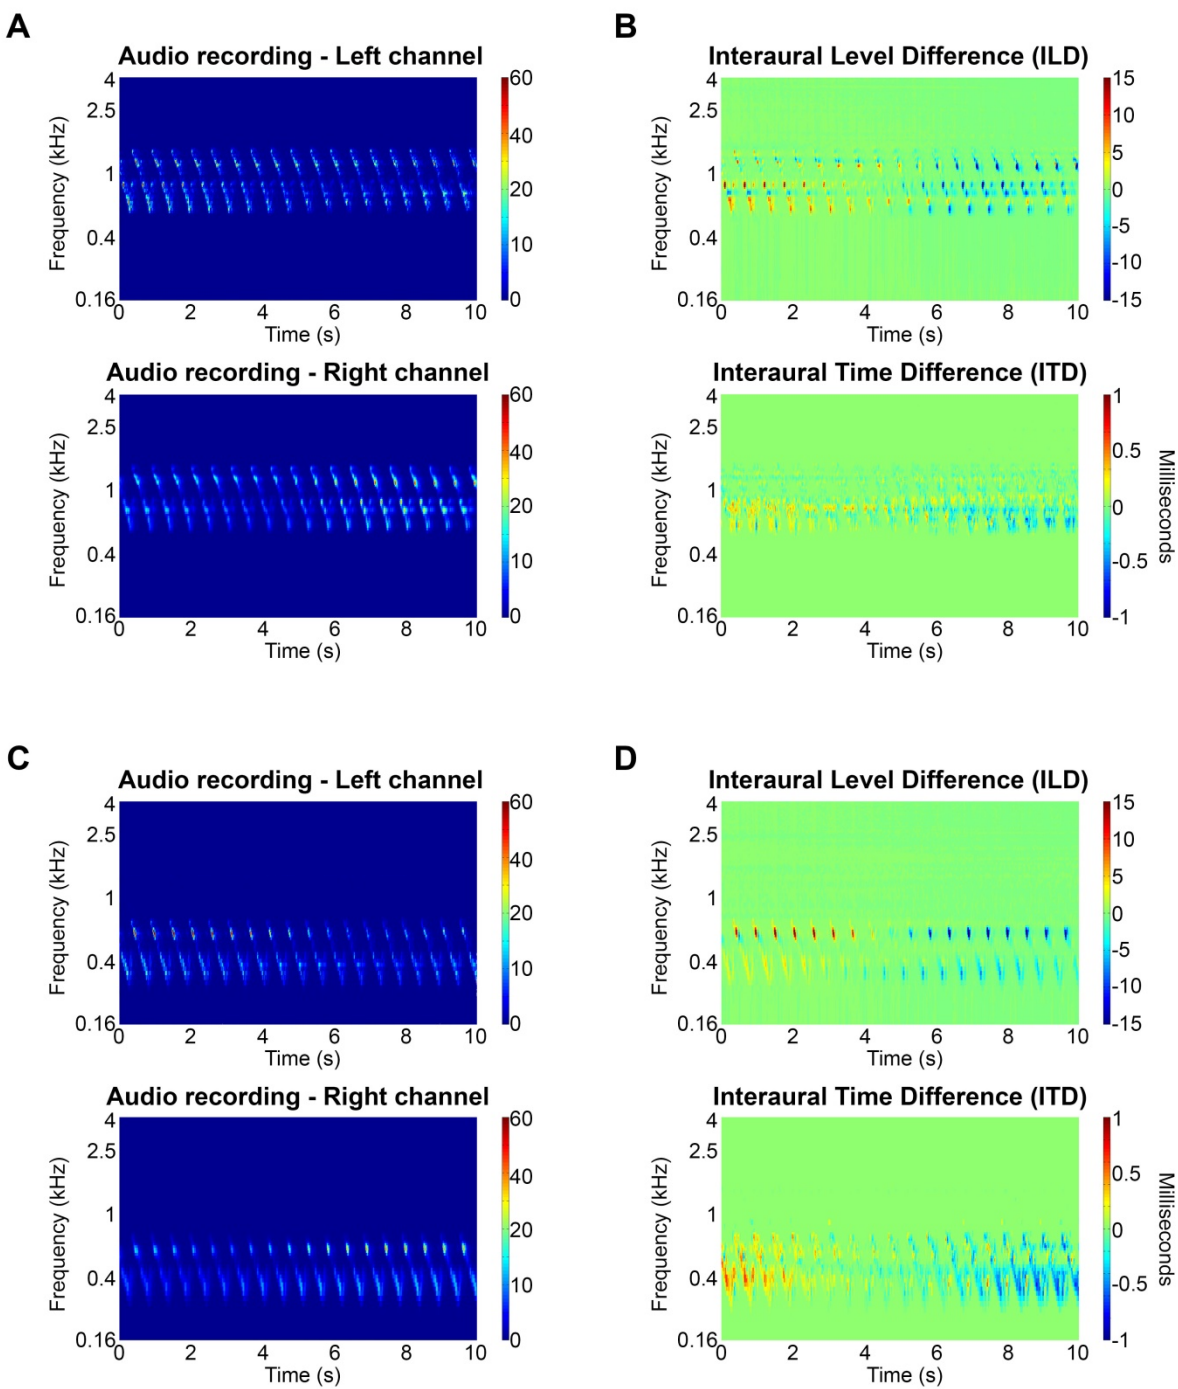 A
Audio recording - Left channel
Frequency (kHz)
4
2.5
1
0.4
0.16
0 2 4 6 8 10
Time (s)
60
40
20
10
0
Audio recording - Right channel
Frequency (kHz)
4
2.5
1
0.4
0.16
0 2 4 6 8 10
Time (s)
60
40
20
10
0
B
Interaural Level Difference (ILD)
Frequency (kHz)
4
2.5
1
0.4
0.16
0 2 4 6 8 10
Time (s)
15
10
5
0
-5
-10
-15
Interaural Time Difference (ITD)
Frequency (kHz)
4
2.5
1
0.4
0.16
0 2 4 6 8 10
Time (s)
1
0.5
0
-0.5
-1
Milliseconds
C
Audio recording - Left channel
Frequency (kHz)
4
2.5
1
0.4
0.16
0 2 4 6 8 10
Time (s)
60
40
20
10
0
Audio recording - Right channel
Frequency (kHz)
4
2.5
1
0.4
0.16
0 2 4 6 8 10
Time (s)
60
40
20
10
0
D
Interaural Level Difference (ILD)
Frequency (kHz)
4
2.5
1
0.4
0.16
0 2 4 6 8 10
Time (s)
15
10
5
0
-5
-10
-15
Interaural Time Difference (ITD)
Frequency (kHz)
4
2.5
1
0.4
0.16
0 2 4 6 8 10
Time (s)
1
0.5
0
-0.5
-1
Milliseconds